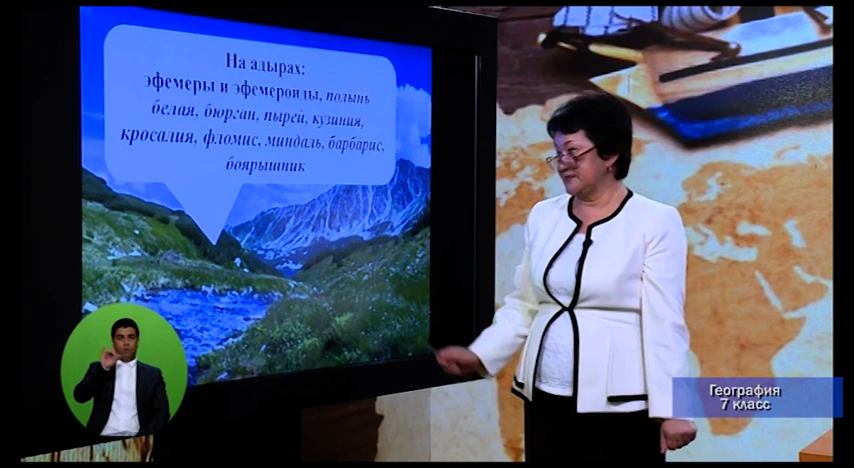 На адырах:
эфемеры и эфемероиды, полынь
белая, бюрган, пырей, кузиния,
кросалия, фломис, миндаль, барбарис,
боярышник
География
7 класс